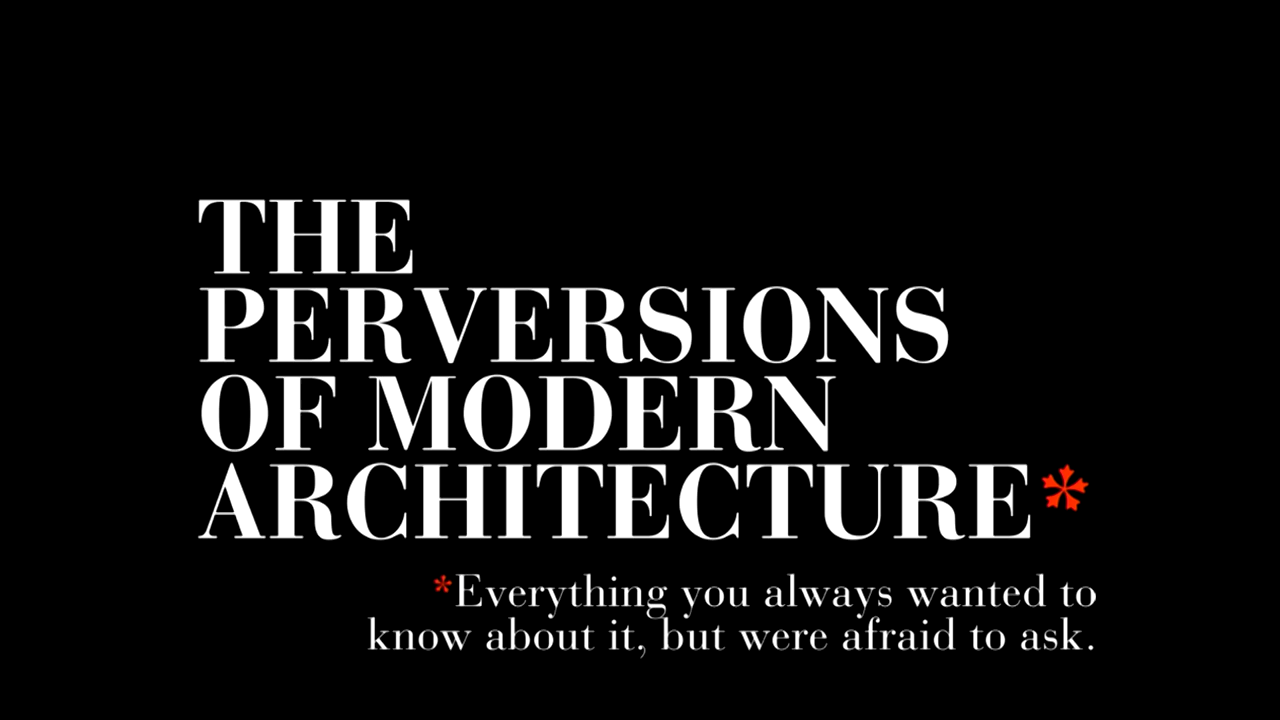 THE
PERVERSIONS
OF MODERN
ARCHITECTURE*
*Everything you always wanted to
know about it, but were afraid to ask.